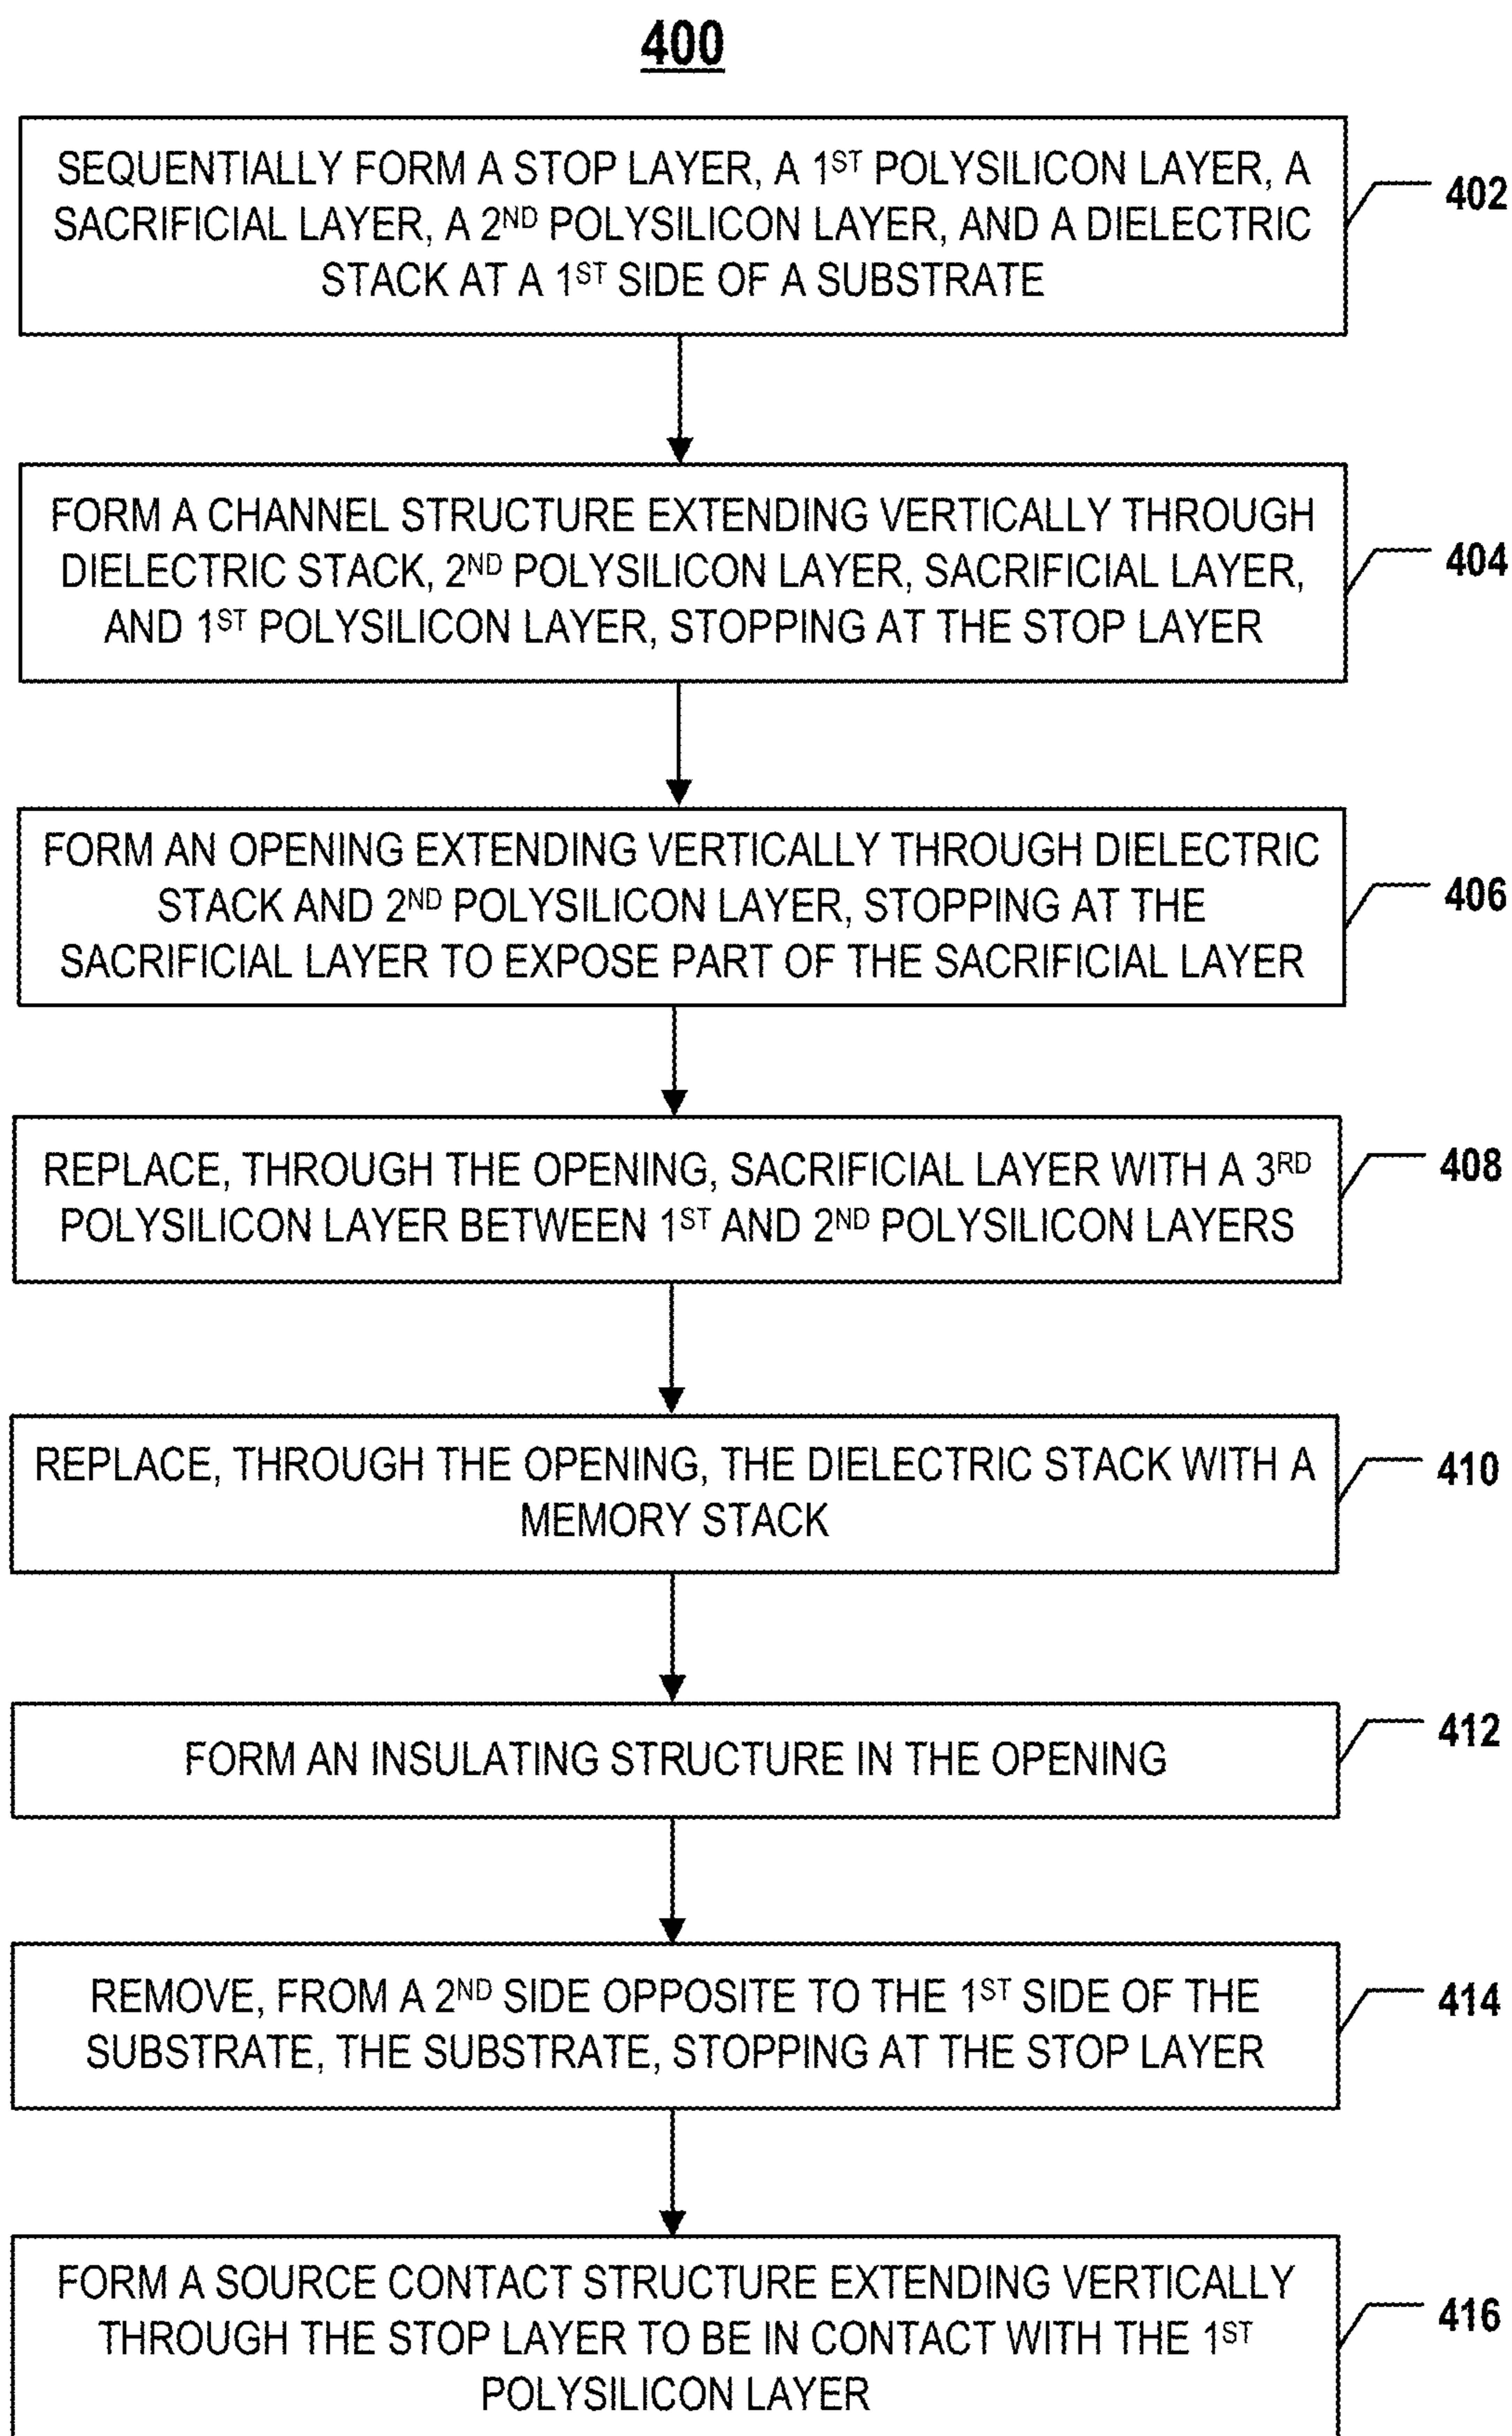 400
SEQUENTIALLY FORM A STOP LAYER, A 1ST POLYSILICON LAYER, A
SACRIFICIAL LAYER, A 2ND POLYSILICON LAYER, AND A DIELECTRIC
STACK AT A 1ST SIDE OF A SUBSTRATE
402
FORM A CHANNEL STRUCTURE EXTENDING VERTICALLY THROUGH
DIELECTRIC STACK, 2ND POLYSILICON LAYER, SACRIFICIAL LAYER,
AND 1ST POLYSILICON LAYER, STOPPING AT THE STOP LAYER
404
FORM AN OPENING EXTENDING VERTICALLY THROUGH DIELECTRIC
STACK AND 2ND POLYSILICON LAYER, STOPPING AT THE
SACRIFICIAL LAYER TO EXPOSE PART OF THE SACRIFICIAL LAYER
406
REPLACE, THROUGH THE OPENING, SACRIFICIAL LAYER WITH A 3RD
POLYSILICON LAYER BETWEEN 1ST AND 2ND POLYSILICON LAYERS
408
REPLACE, THROUGH THE OPENING, THE DIELECTRIC STACK WITH A
MEMORY STACK
410
FORM AN INSULATING STRUCTURE IN THE OPENING
412
REMOVE, FROM A 2ND SIDE OPPOSITE TO THE 1ST SIDE OF THE
SUBSTRATE, THE SUBSTRATE, STOPPING AT THE STOP LAYER
414
FORM A SOURCE CONTACT STRUCTURE EXTENDING VERTICALLY
THROUGH THE STOP LAYER TO BE IN CONTACT WITH THE 1ST
POLYSILICON LAYER
416